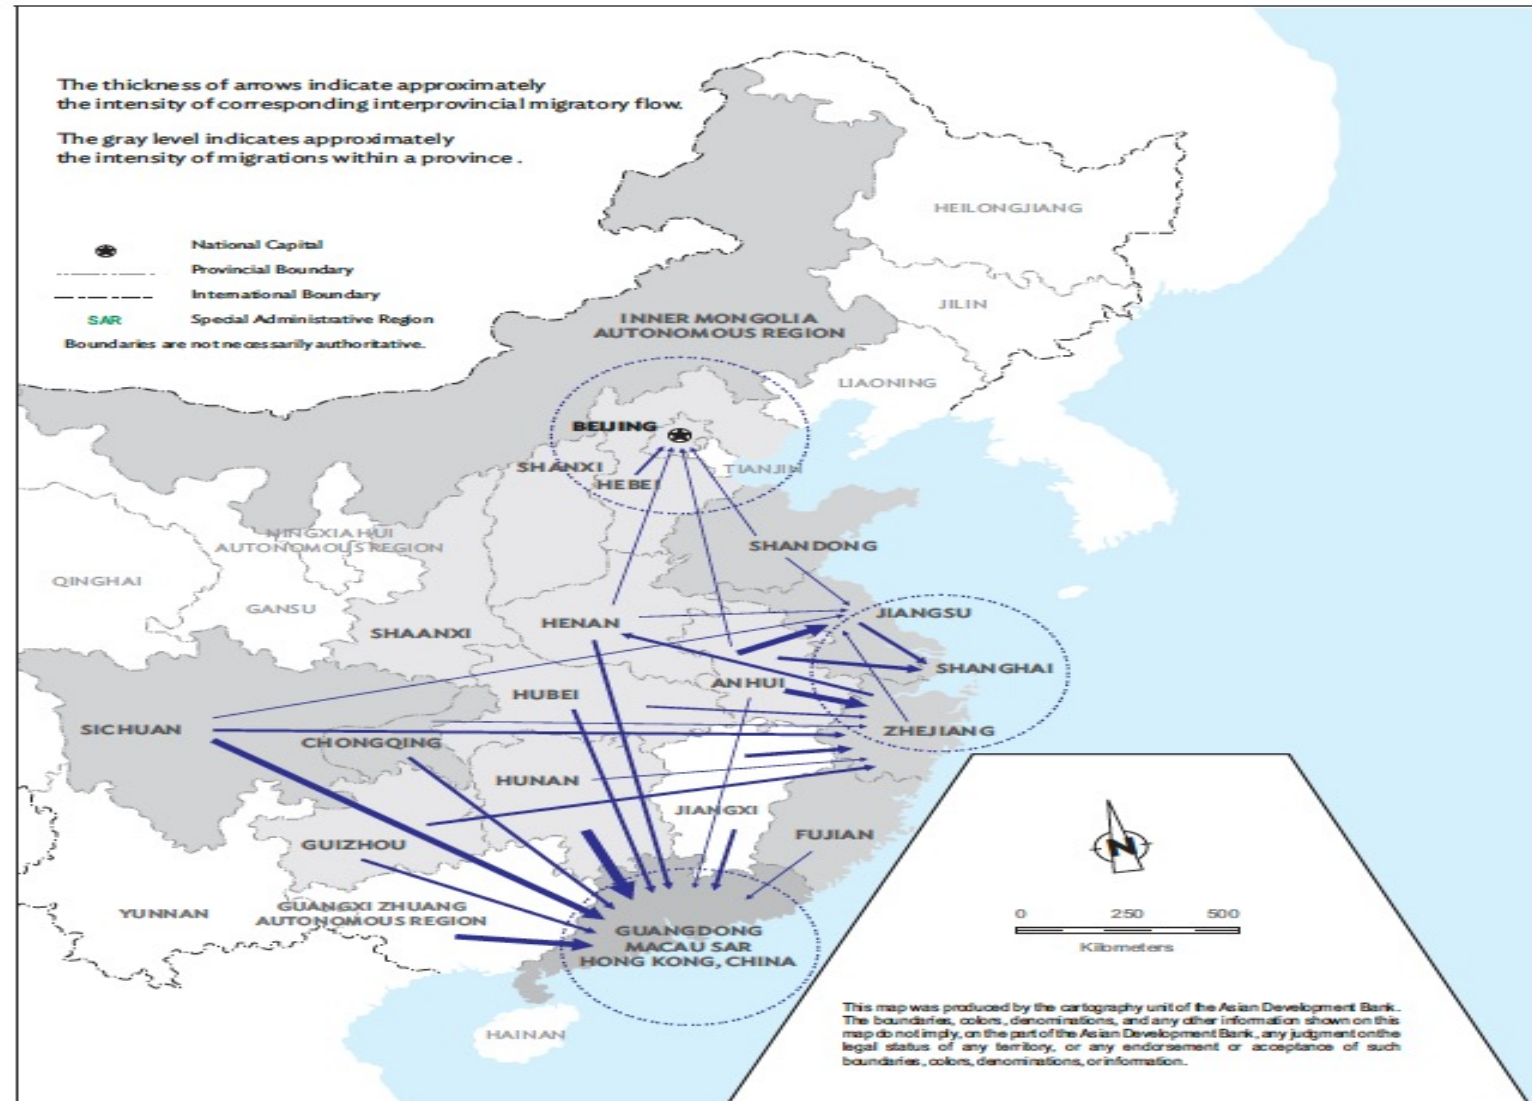 The thickness of arrows indicate approximately
the intensity of corresponding interprovincial migratory flow.
The gray level indicates approximately
the intensity of migrations within a province .
National Capital
Provincial Boundary
International Boundary
SAR Special Administrative Region
Boundaries are not necessarily authoritative.
HEILONGJIANG
JILIN
INNER MONGOLIA
AUTONOMOUS REGION
LIAONING
BEIJING
SHANXI
TIANJIN
HEBEI
NINGXIA HUI
AUTONOMOUS REGION
SHANDONG
QINGHAI
GANSU
JIANGSU
HENAN
SHAANXI
SHANGHAI
ANHUI
HUBEI
SICHUAN
ZHEJIANG
CHONGQING
HUNAN
JIANGXI
FUJIAN
GUIZHOU
N
YUNNAN
GUANGXI ZHUANG
AUTONOMOUS REGION
GUANGDONG
MACAU SAR
HONG KONG, CHINA
0 250 500
Kilometers
HAINAN
This map was produced by the cartography unit of the Asian Development Bank.
The boundaries, colors, denominations, and any other information shown on this
map do not imply, on the part of the Asian Development Bank, any judgment on the
legal status of any territory, or any endorsement or acceptance of such
boundaries, colors, denominations, or information.